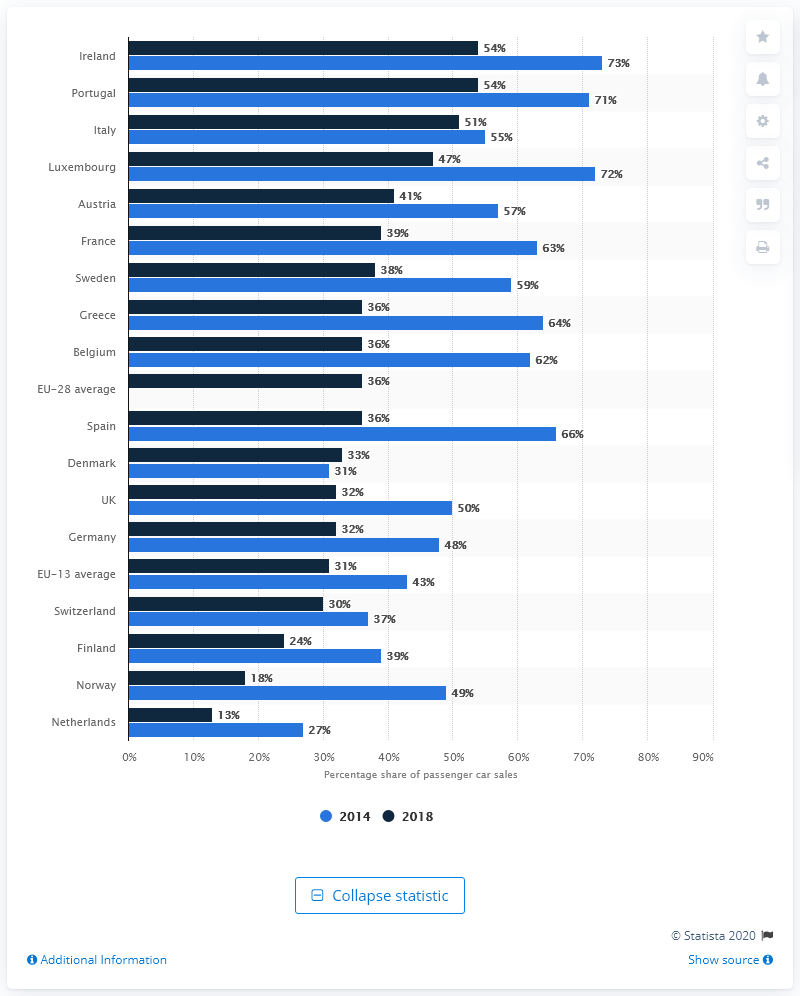 Ireland 54% 73%
Portugal 54% 71%
Italy 51% 55%
Luxembourg 47% 72%
Austria 41% 57%
France 39% 63%
Sweden 38% 59%
Greece 36% 64%
Belgium 36% 62%
EU-28 average 36%
Spain 36% 66%
Denmark 33% 31%
UK 32% 50%
Germany 32% 48%
EU-13 average 31% 43%
Switzerland 30% 37%
Finland 24% 39%
Norway 18% 49%
Netherlands 13% 27%
0% 10% 20% 30% 40% 50% 60% 70% 80% 90%
Percentage share of passenger car sales
2014 2018
Collapse statistic
© Statista 2020
Additional Information Show source